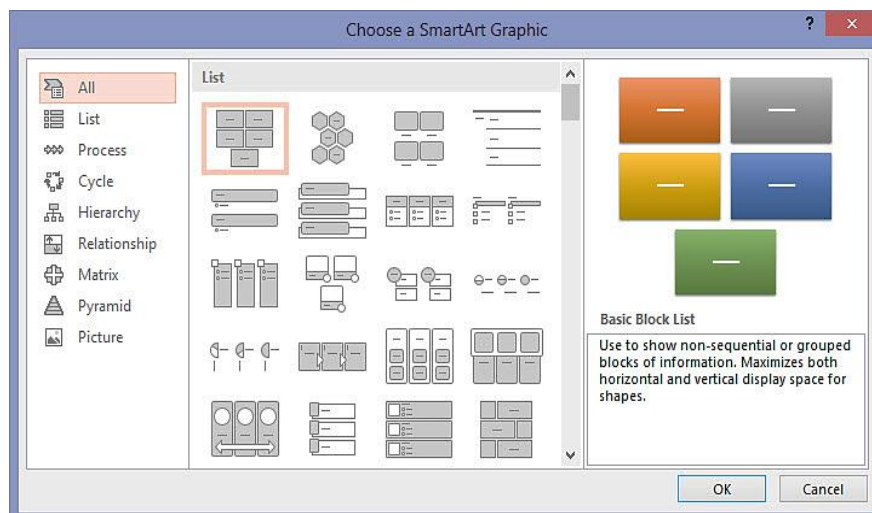 Choose a SmartArt Graphic
?
All
List
Process
Cycle
Hierarchy
Relationship
Matrix
Pyramid
Picture
List
Basic Block List
Use to show non-sequential or grouped
blocks of information. Maximizes both
horizontal and vertical display space for
shapes.
OK
Cancel